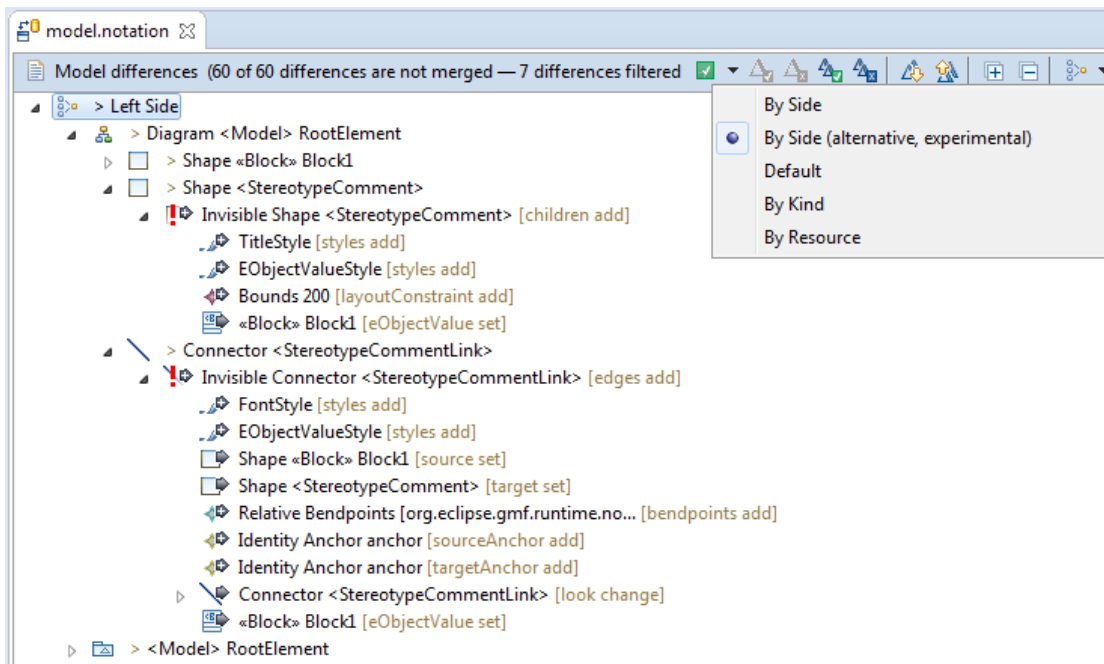 model.notation
Model differences (60 of 60 differences are not merged — 7 differences filtered
> Left Side
> Diagram <Model> RootElement
> Shape «Block» Block1
> Shape <StereotypeComment>
Invisible Shape <StereotypeComment> [children add]
TitleStyle [styles add]
EObjectValueStyle [styles add]
Bounds 200 [layoutConstraint add]
«Block» Block1 [eObjectValue set]
> Connector <StereotypeCommentLink>
Invisible Connector <StereotypeCommentLink> [edges add]
FontStyle [styles add]
EObjectValueStyle [styles add]
Shape «Block» Block1 [source set]
Shape <StereotypeComment> [target set]
Relative Bendpoints [org.eclipse.gmf.runtime.no... [bendpoints add]
Identity Anchor anchor [sourceAnchor add]
Identity Anchor anchor [targetAnchor add]
Connector <StereotypeCommentLink> [look change]
«Block» Block1 [eObjectValue set]
> <Model> RootElement
By Side
By Side (alternative, experimental)
Default
By Kind
By Resource